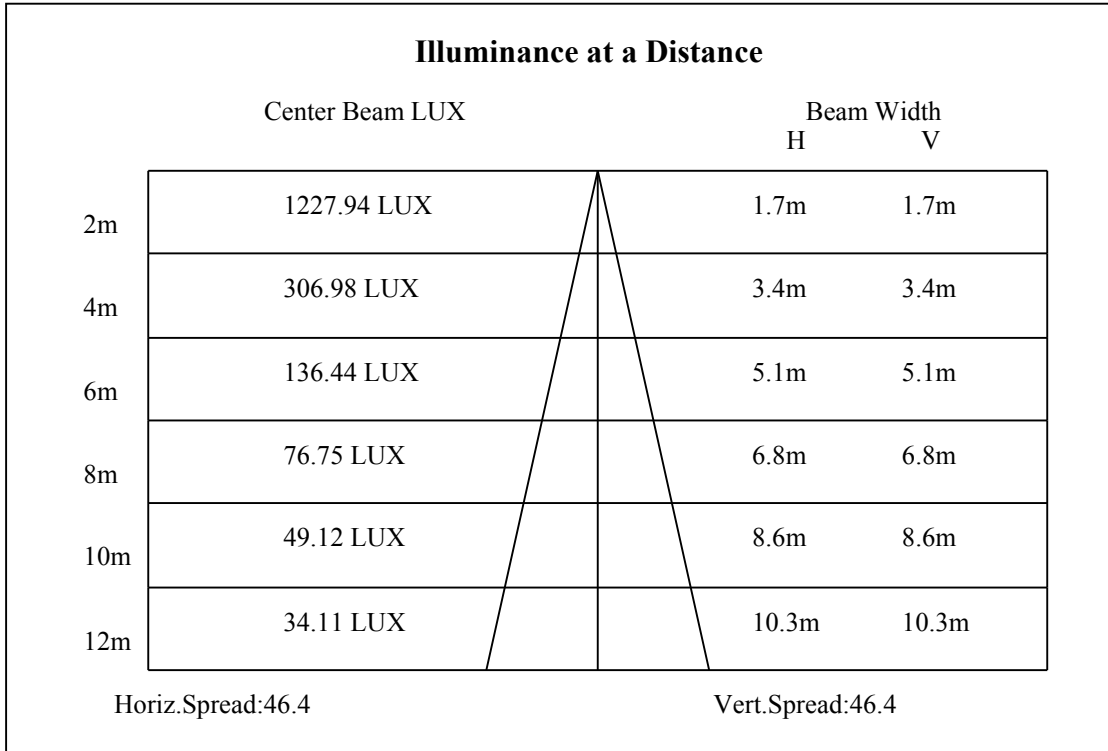 Illuminance at a Distance
Center Beam LUX Beam Width
H V
2m 1227.94 LUX 1.7m 1.7m
4m 306.98 LUX 3.4m 3.4m
6m 136.44 LUX 5.1m 5.1m
8m 76.75 LUX 6.8m 6.8m
10m 49.12 LUX 8.6m 8.6m
12m 34.11 LUX 10.3m 10.3m
Horiz.Spread:46.4 Vert.Spread:46.4